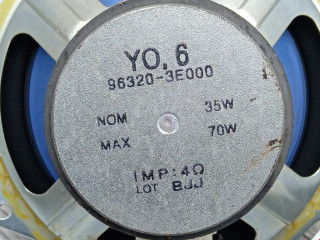 YO, 6
96320-3E000
NOM 35W
MAX 70W
IMP:4Ω
LOT BJJ